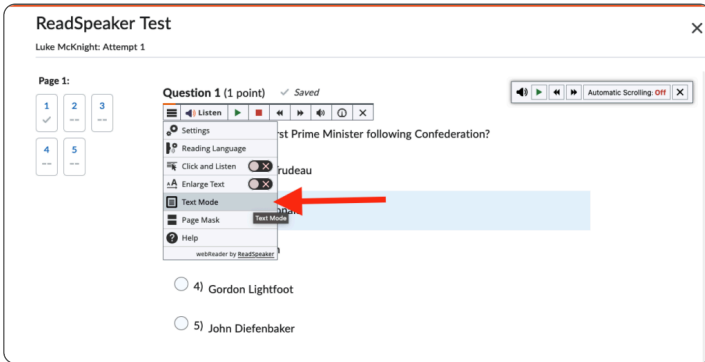 ReadSpeaker Test
Luke McKnight: Attempt 1
Page 1:
1
2
3
4
5
Question 1 (1 point) Saved
Listen
Automatic Scrolling: Off
Settings
rst Prime Minister following Confederation?
Reading Language
Click and Listen
rudeau
Enlarge Text
Text Mode
Text Mode
Page Mask
Help
webReader by ReadSpeaker
4) Gordon Lightfoot
5) John Diefenbaker